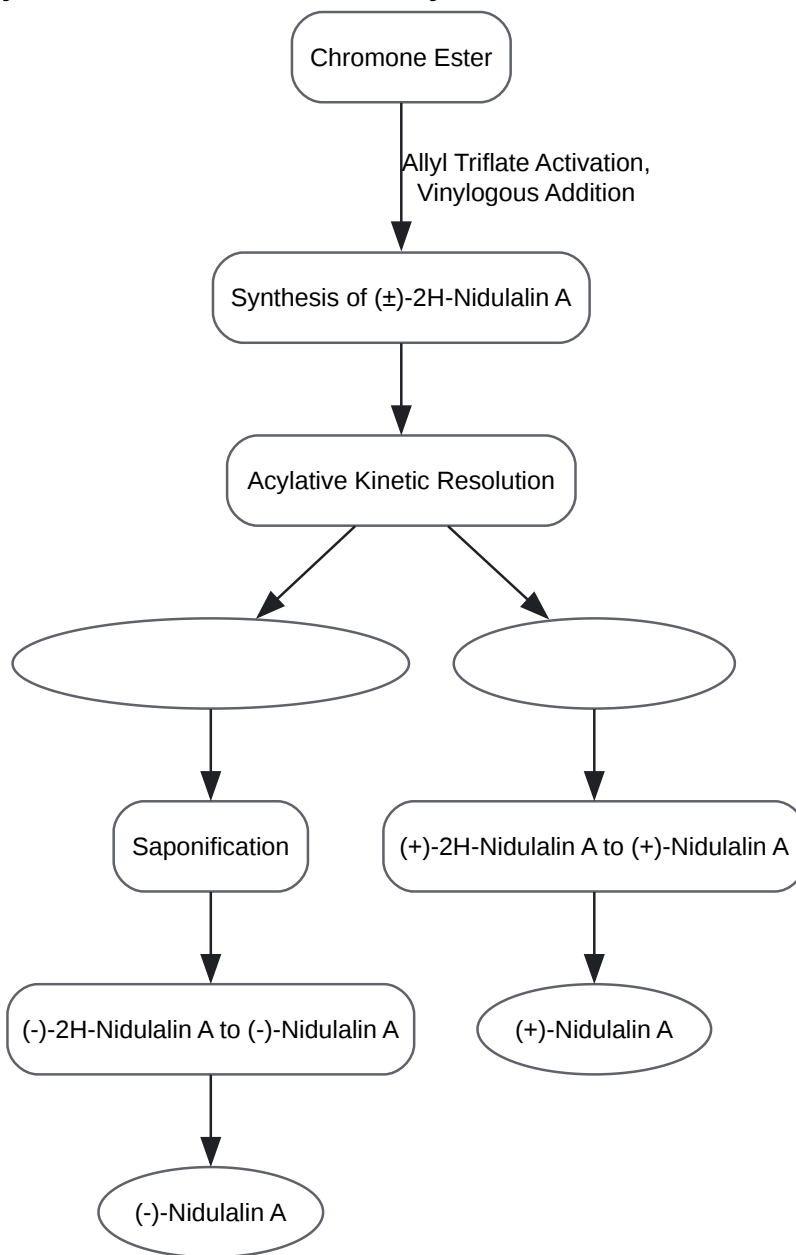 Chromone Ester
Allyl Triflate Activation,
Vinylogous Addition
Synthesis of (±)-2H-Nidulalin A
Acylative Kinetic Resolution
Saponification
(+)-2H-Nidulalin A to (+)-Nidulalin A
(-)-2H-Nidulalin A to (-)-Nidulalin A
(+)-Nidulalin A
(-)-Nidulalin A